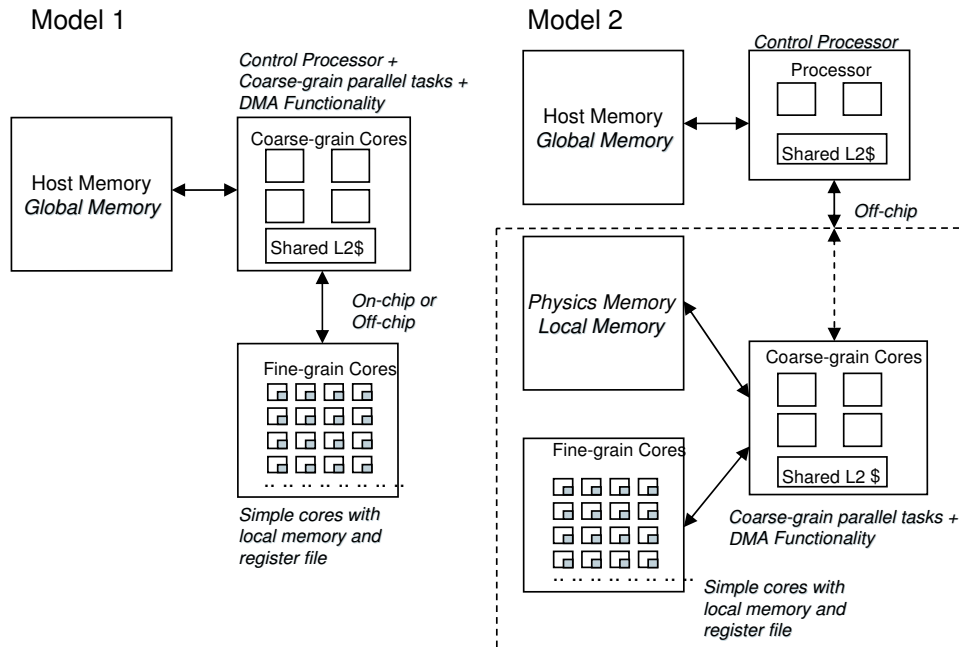 Model 1
Control Processor +
Coarse-grain parallel tasks +
DMA Functionality
Host Memory
Global Memory
Coarse-grain Cores
Shared L2$
On-chip or
Off-chip
Fine-grain Cores
.. .. .. .. .. .. ..
Simple cores with
local memory and
register file
Model 2
Control Processor
Host Memory
Global Memory
Processor
Shared L2$
Off-chip
Physics Memory
Local Memory
Coarse-grain Cores
Shared L2 $
Coarse-grain parallel tasks +
DMA Functionality
Fine-grain Cores
.. .. .. .. .. .. ..
Simple cores with
local memory and
register file